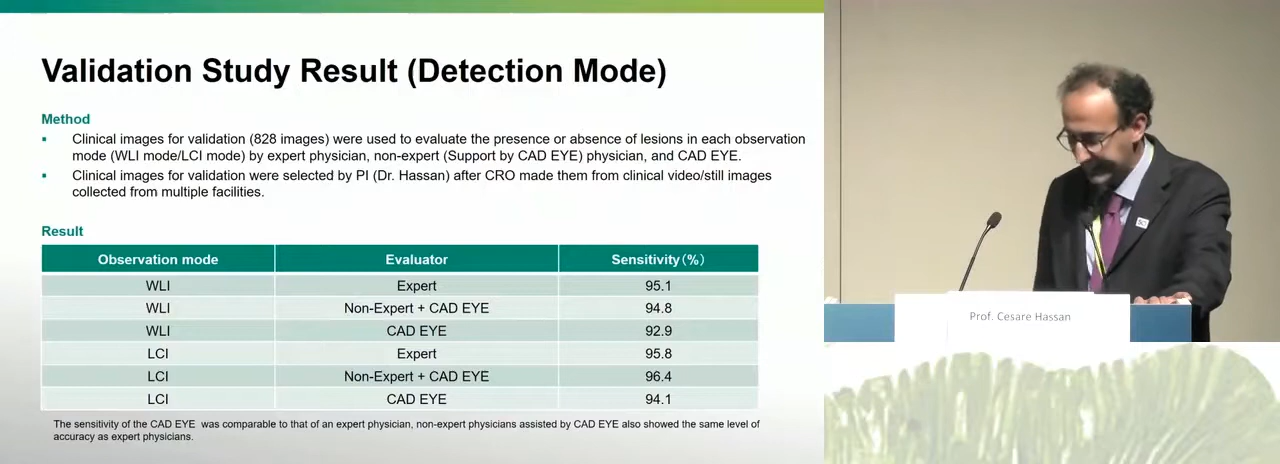 Validation Study Result (Detection Mode)
Method
▪ Clinical images for validation (828 images) were used to evaluate the presence or absence of lesions in each observation
mode (WLI mode/LCI mode) by expert physician, non-expert (Support by CAD EYE) physician, and CAD EYE.
▪ Clinical images for validation were selected by PI (Dr. Hassan) after CRO made them from clinical video/still images
collected from multiple facilities.
Result
Observation mode Evaluator Sensitivity(%)
WLI Expert 95.1
WLI Non-Expert + CAD EYE 94.8
WLI CAD EYE 92.9
LCI Expert 95.8
LCI Non-Expert + CAD EYE 96.4
LCI CAD EYE 94.1
The sensitivity of the CAD EYE was comparable to that of an expert physician, non-expert physicians assisted by CAD EYE also showed the same level of
accuracy as expert physicians.
Prof. Cesare Hassan